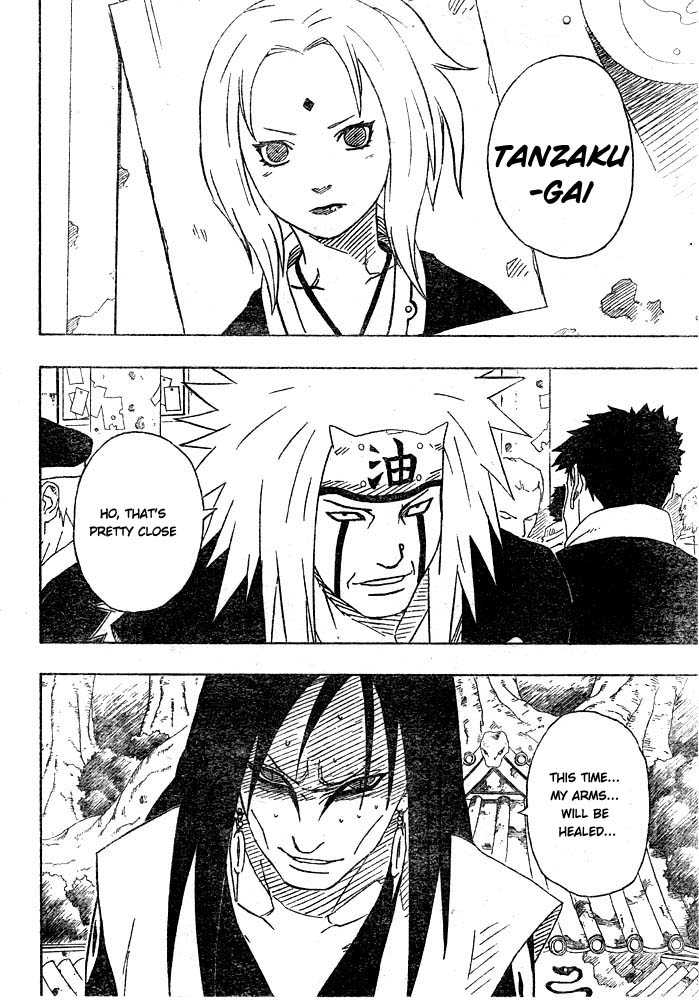 TANZAKU
-GAI
油
HO, THAT'S
PRETTY CLOSE
THIS TIME...
MY ARMS...
WILL BE
HEALED...